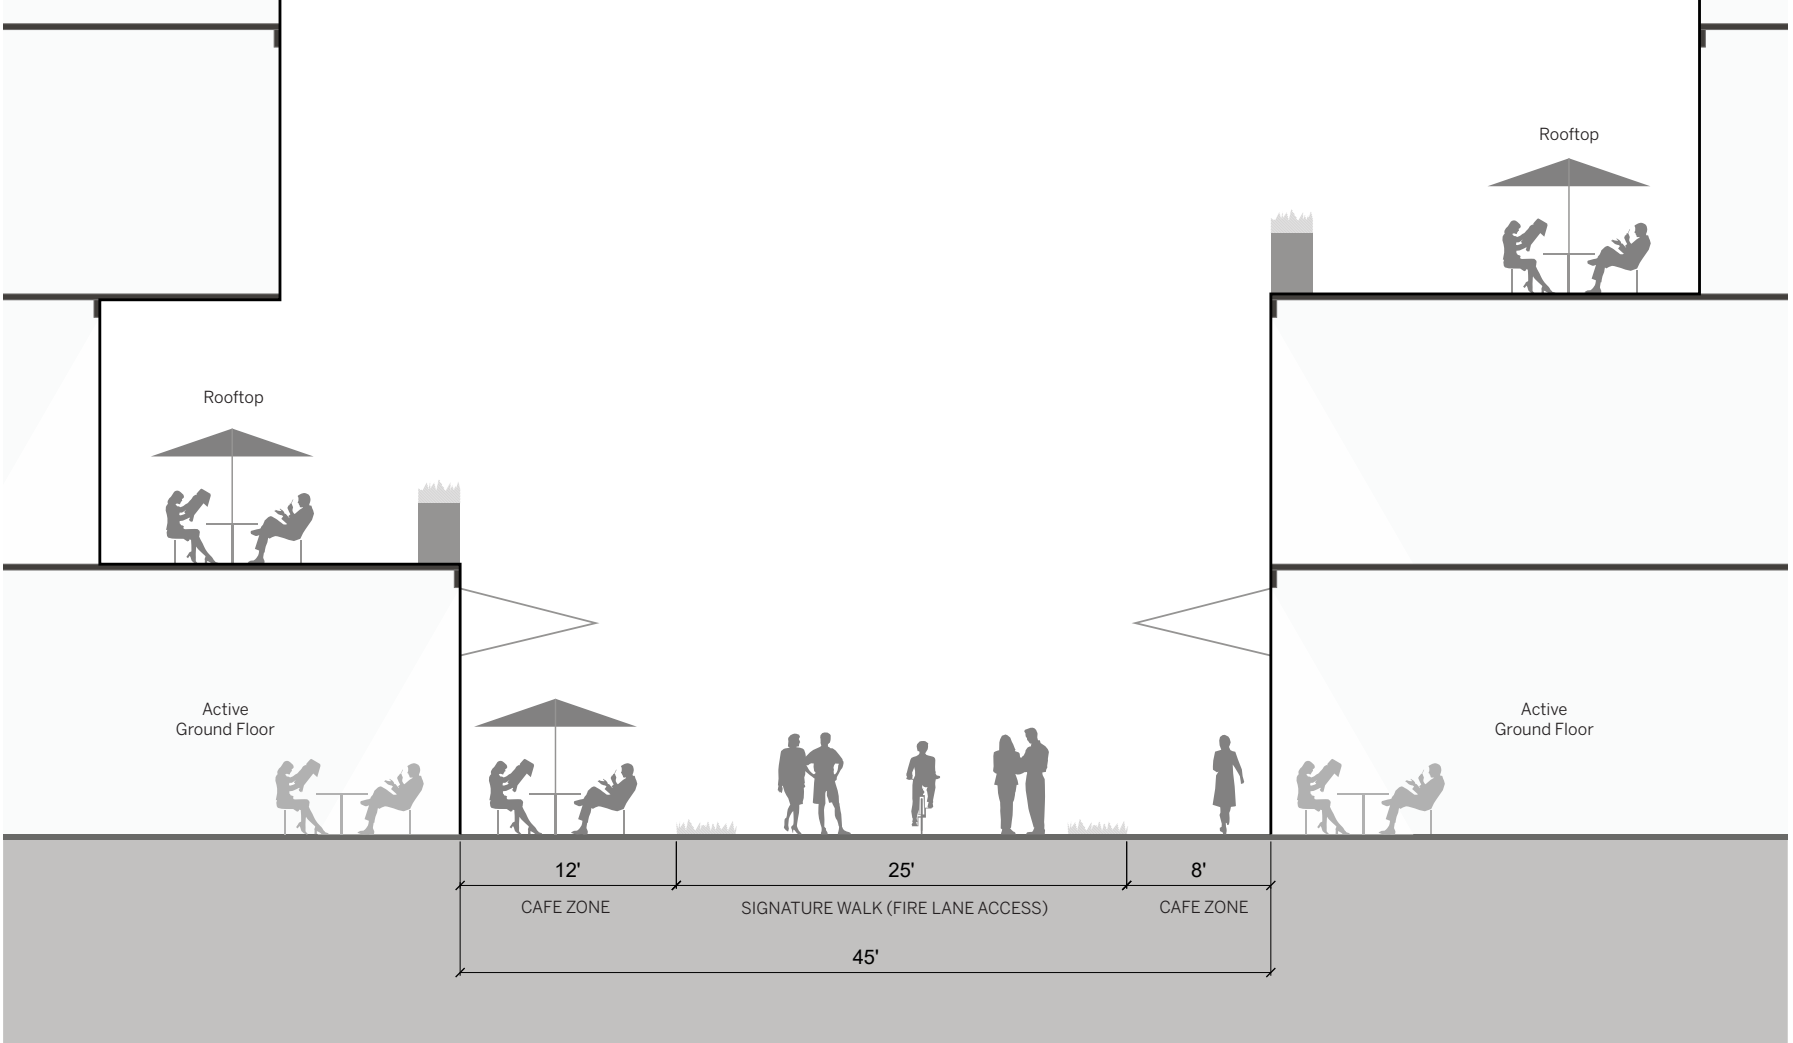 Rooftop
Rooftop
Active
Ground Floor
Active
Ground Floor
12'
25'
8'
CAFE ZONE
SIGNATURE WALK (FIRE LANE ACCESS)
CAFE ZONE
45'